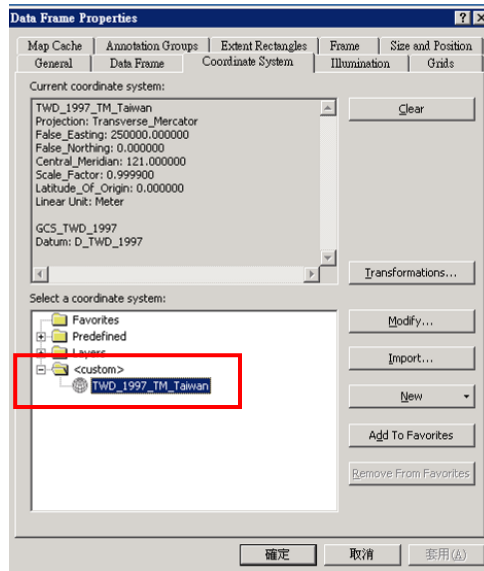 Data Frame Properties
Map Cache Annotation Groups Extent Rectangles Frame Size and Position
General Data Frame Coordinate System Illumination Grids
Current coordinate system:
TWD_1997_TM_Taiwan
Projection: Transverse_Mercator
False_Easting: 250000.000000
False_Northing: 0.000000
Central_Meridian: 121.000000
Scale_Factor: 0.999900
Latitude_Of_Origin: 0.000000
Linear Unit: Meter
GCS_TWD_1997
Datum: D_TWD_1997
Clear
Transformations...
Select a coordinate system:
Favorites
Predefined
Layers
<custom>
TWD_1997_TM_Taiwan
Modify...
Import...
New
Add To Favorites
Remove From Favorites
確定 取消 套用(A)